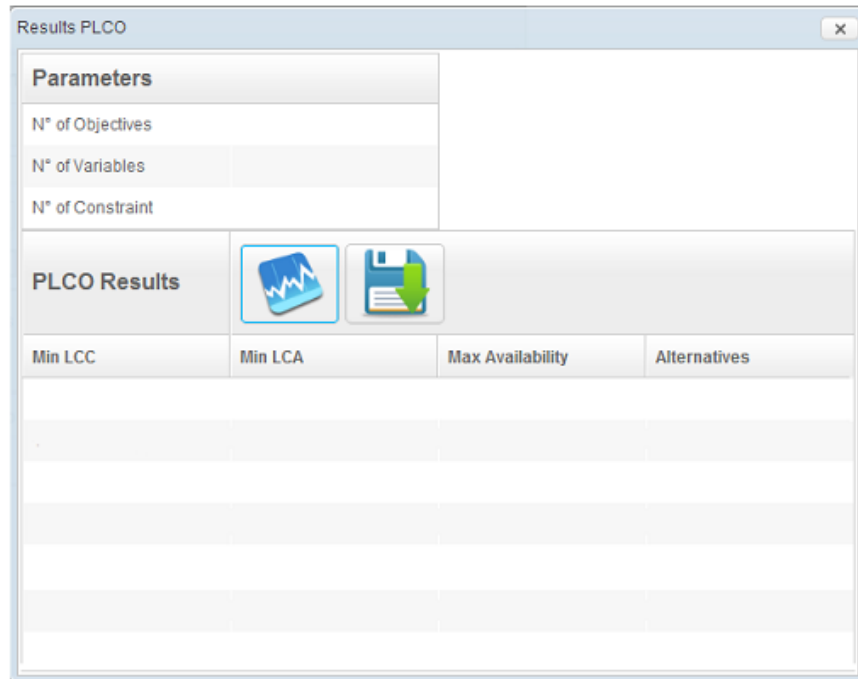 Results PLCO
Parameters
N° of Objectives
N° of Variables
N° of Constraint
PLCO Results
Min LCC Min LCA Max Availability Alternatives